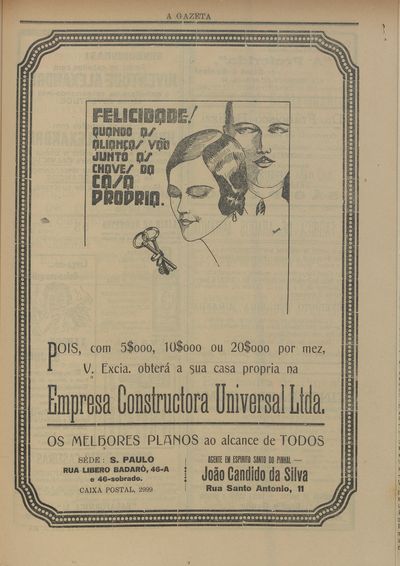 A GAZETA
FELICIDADE!
QUANDO AS
ALIANÇAS VÃO
JUNTO ÁS
CHAVES DA
CASA
PROPRIA.
POIS, com 5$000, 10$000 ou 20$000 por mez,
V. Excia. obterá a sua casa propria na
Empresa Constructora Universal Ltda.
OS MELHORES PLANOS ao alcance de TODOS
SÉDE: S. PAULO
RUA LIBERO BADARÒ, 46-A
e 46-sobrado.
CAIXA POSTAL, 2999
AGENTE EM ESPIRITO SANTO DO PINHAL—
João Candido da Silva
Rua Santo Antonio, 11